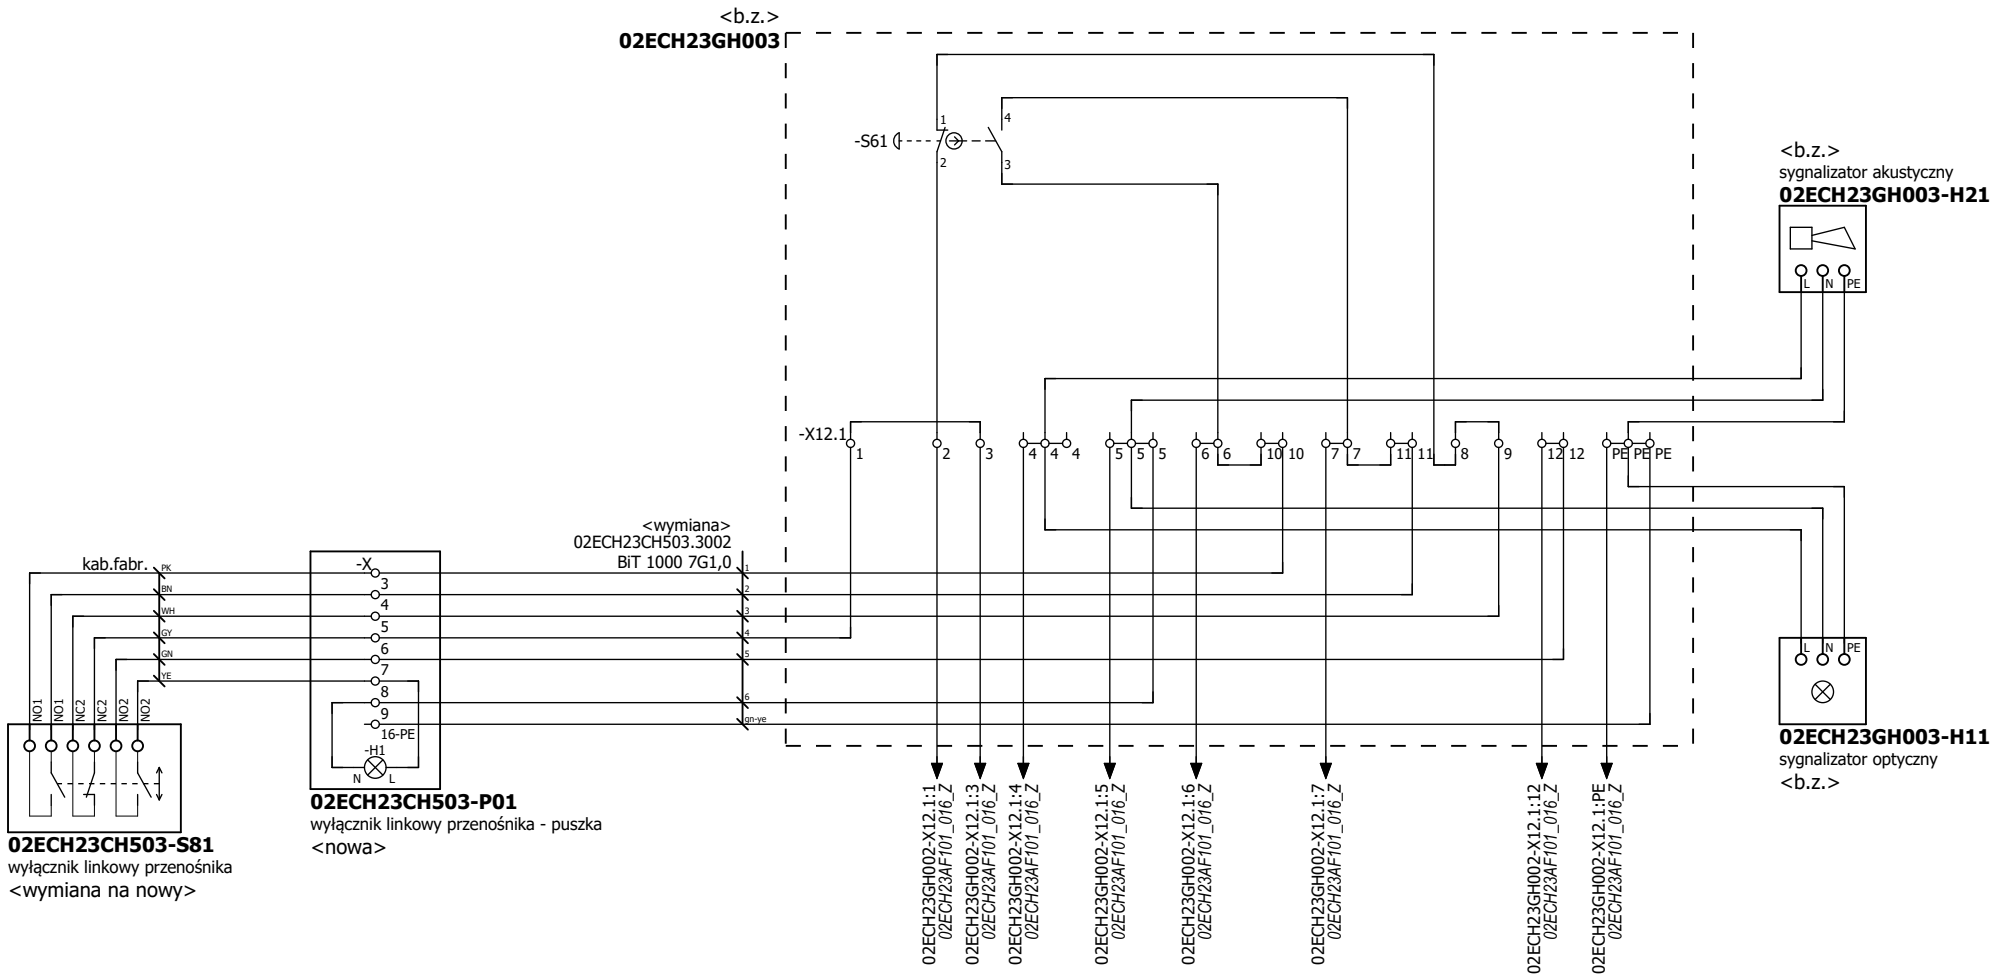 <b.z.>
02ECH23GH003
1
4
-S61
2
3
<b.z.>
sygnalizator akustyczny
02ECH23GH003-H21
L N PE
-X12.1
1 2 3 4 4 4 5 5 5 6 6 10 10 7 7 11 11 8 9 12 12 PE PE PE
<wymiana>
02ECH23CH503.3002
BiT 1000 7G1,0
kab.fabr.
PK
BN
WH
GY
GN
YE
-X
3
4
5
6
7
8
9
16-PE
-H1
N L
1
2
3
4
5
6
gn-ye
NO1
NO1
NC2
NC2
NO2
NO2
02ECH23CH503-S81
wyłącznik linkowy przenośnika
<wymiana na nowy>
02ECH23CH503-P01
wyłącznik linkowy przenośnika - puszka
<nowa>
L N PE
02ECH23GH003-H11
sygnalizator optyczny
<b.z.>
02ECH23GH002-X12.1:1
02ECH23AF101_016_Z
02ECH23GH002-X12.1:3
02ECH23AF101_016_Z
02ECH23GH002-X12.1:4
02ECH23AF101_016_Z
02ECH23GH002-X12.1:5
02ECH23AF101_016_Z
02ECH23GH002-X12.1:6
02ECH23AF101_016_Z
02ECH23GH002-X12.1:7
02ECH23AF101_016_Z
02ECH23GH002-X12.1:12
02ECH23AF101_016_Z
02ECH23GH002-X12.1:PE
02ECH23AF101_016_Z